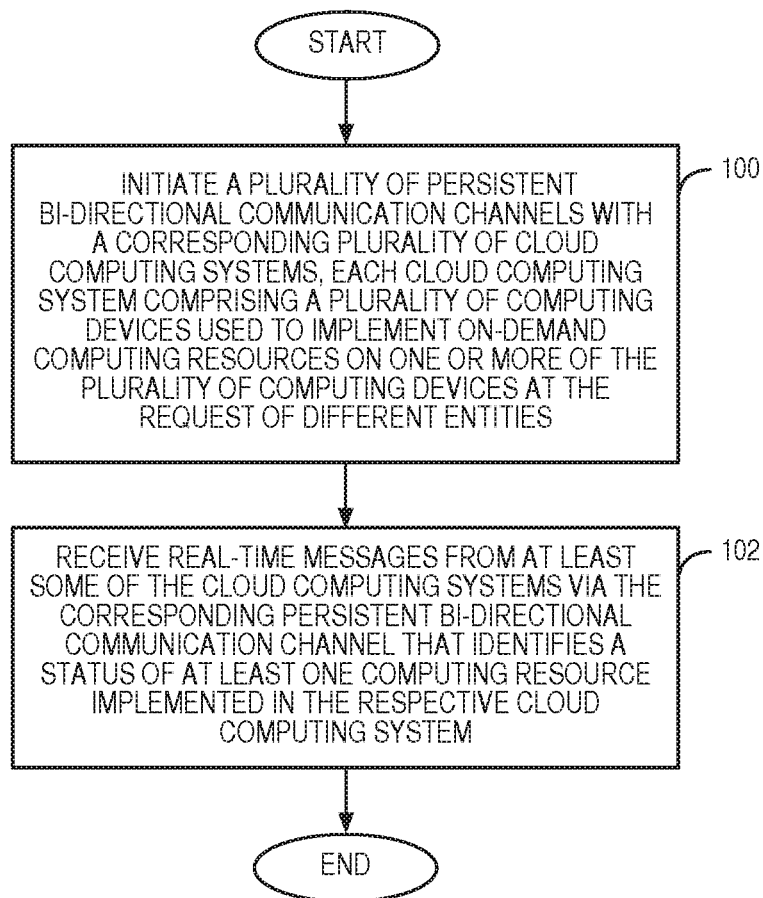 START
INITIATE A PLURALITY OF PERSISTENT
BI-DIRECTIONAL COMMUNICATION CHANNELS WITH
A CORRESPONDING PLURALITY OF CLOUD
COMPUTING SYSTEMS, EACH CLOUD COMPUTING
SYSTEM COMPRISING A PLURALITY OF COMPUTING
DEVICES USED TO IMPLEMENT ON-DEMAND
COMPUTING RESOURCES ON ONE OR MORE OF THE
PLURALITY OF COMPUTING DEVICES AT THE
REQUEST OF DIFFERENT ENTITIES
100
RECEIVE REAL-TIME MESSAGES FROM AT LEAST
SOME OF THE CLOUD COMPUTING SYSTEMS VIA THE
CORRESPONDING PERSISTENT BI-DIRECTIONAL
COMMUNICATION CHANNEL THAT IDENTIFIES A
STATUS OF AT LEAST ONE COMPUTING RESOURCE
IMPLEMENTED IN THE RESPECTIVE CLOUD
COMPUTING SYSTEM
102
END